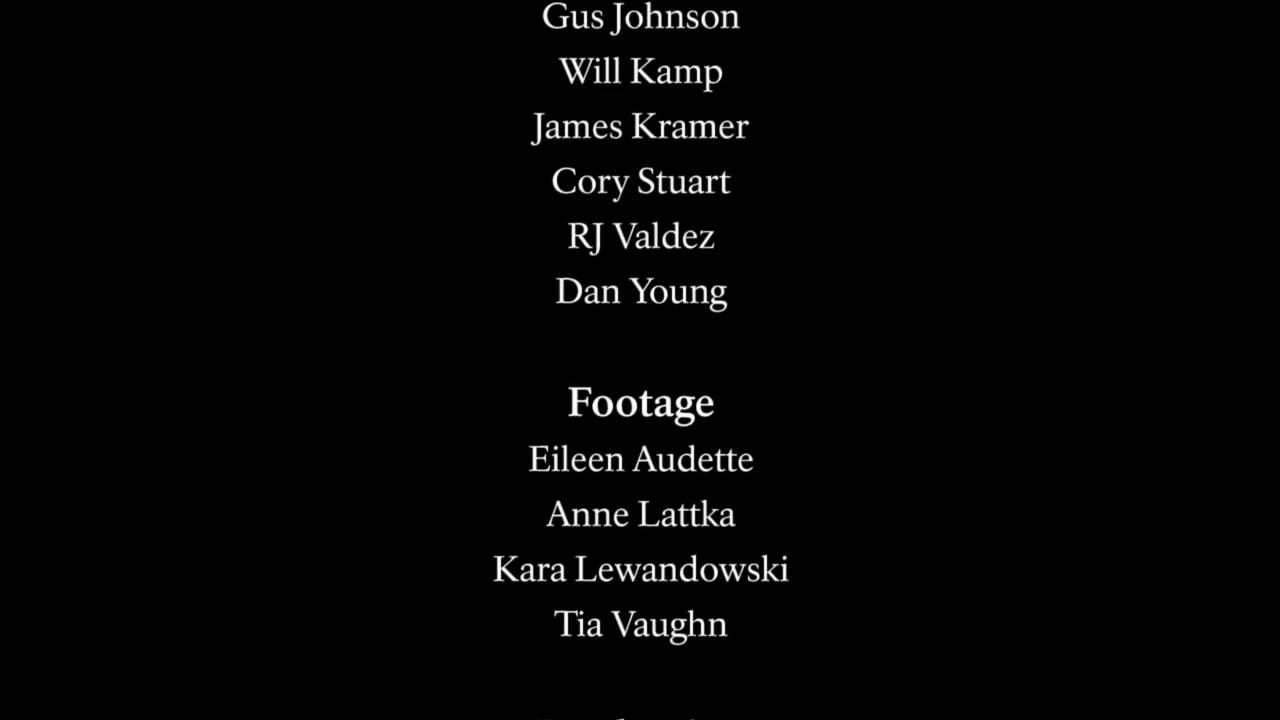 Gus Johnson
Will Kamp
James Kramer
Cory Stuart
RJ Valdez
Dan Young
Footage
Eileen Audette
Anne Lattka
Kara Lewandowski
Tia Vaughn